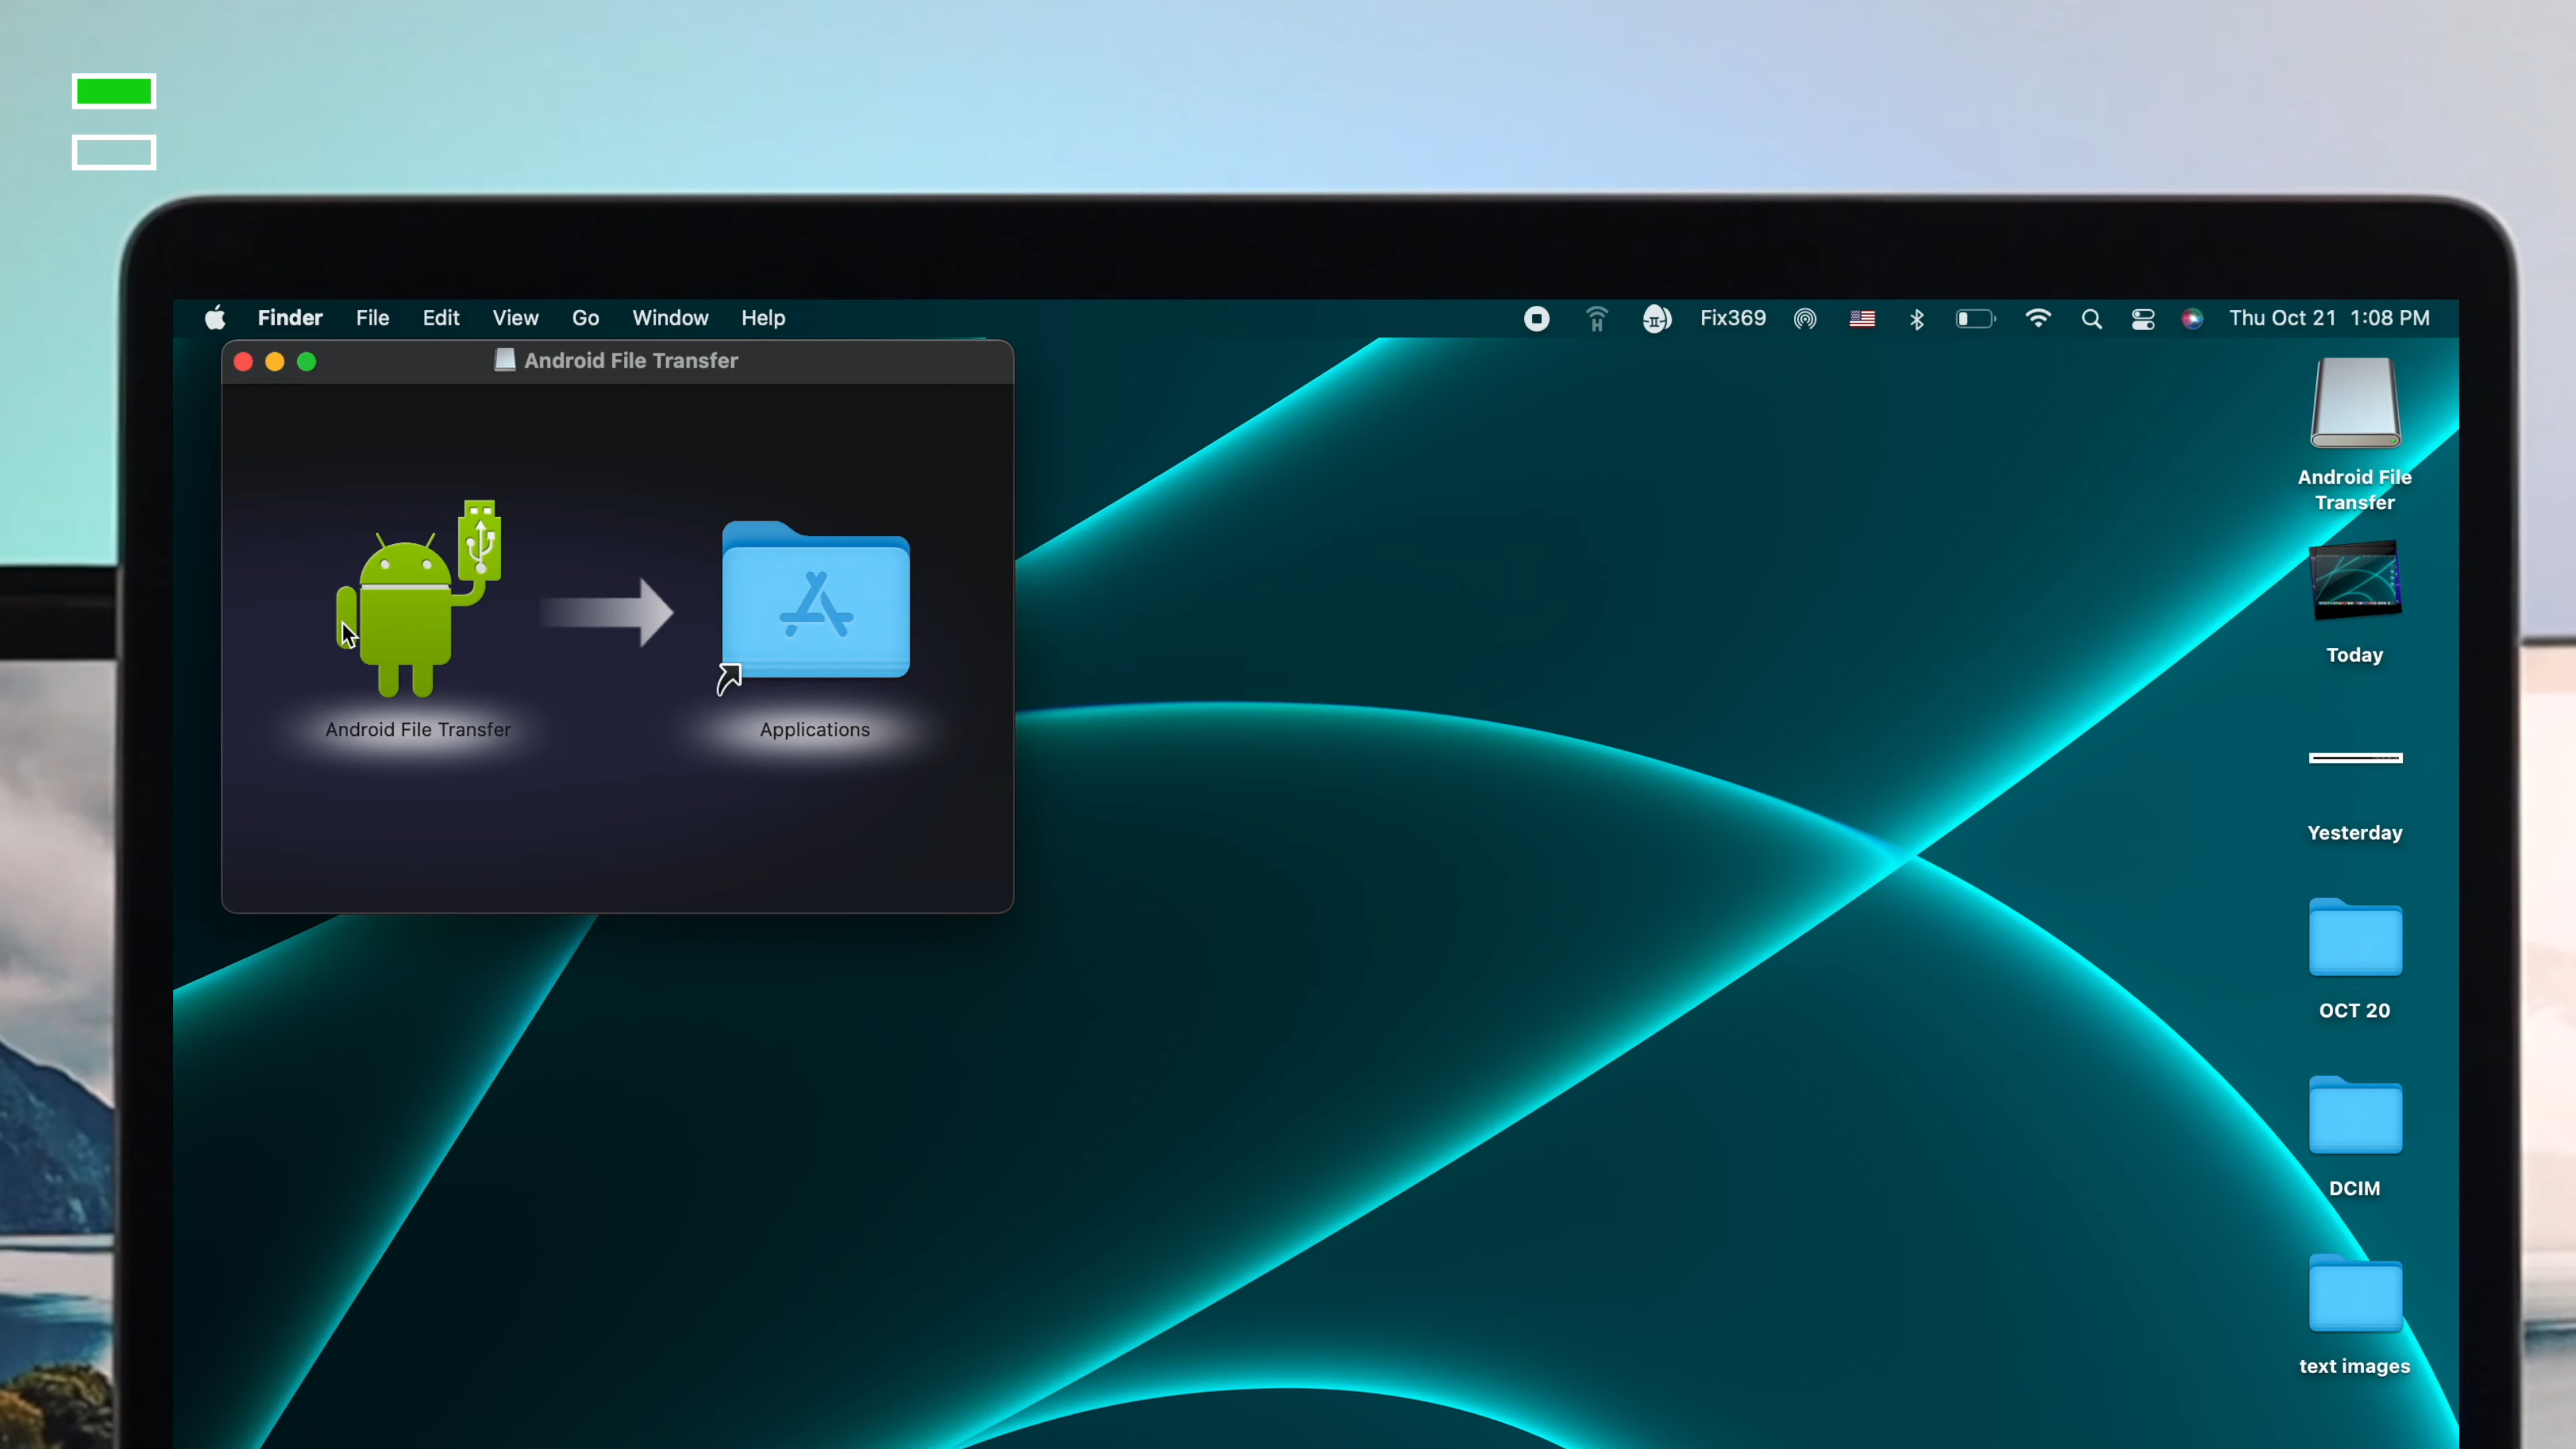 Finder File Edit View Go Window Help
Fix369 Thu Oct 21 1:08 PM
Android File Transfer
Android File Transfer
Applications
Android File
Transfer
Today
Yesterday
OCT 20
DCIM
text images